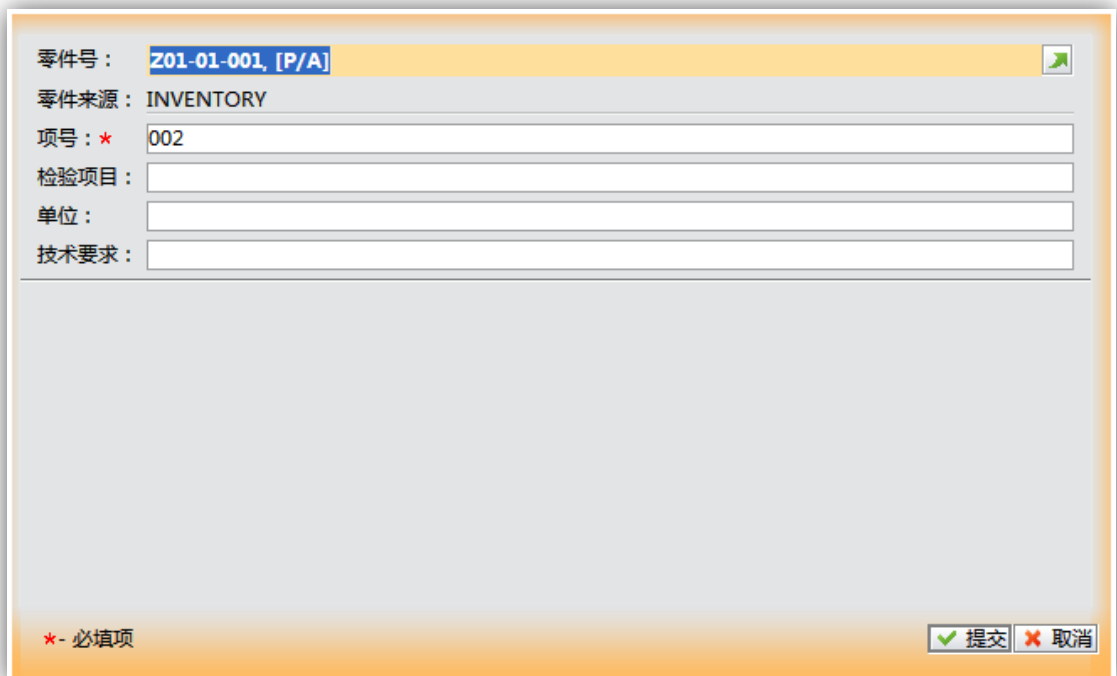 零件号： Z01-01-001, [P/A]
零件来源： INVENTORY
项号：* 002
检验项目：
单位：
技术要求：
*- 必填项 提交 取消